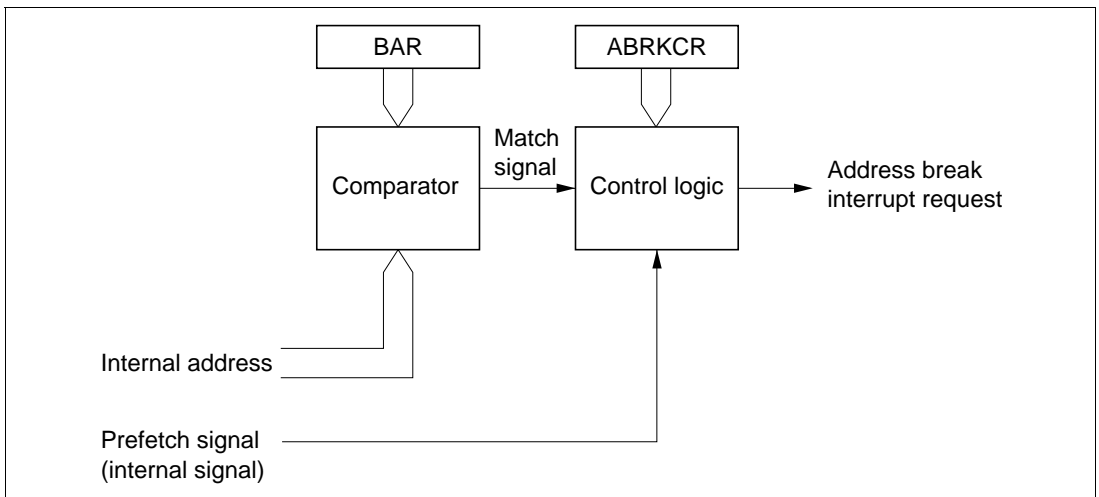 BAR
ABRKCR
Comparator
Match
signal
Control logic
Address break
interrupt request
Internal address
Prefetch signal
(internal signal)